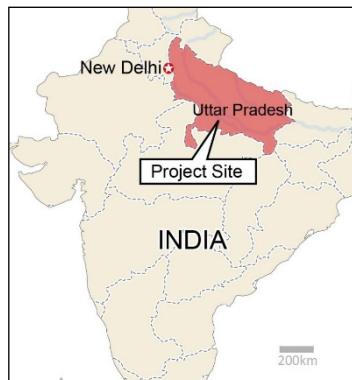 New Delhi
Uttar Pradesh
Project Site
INDIA
200km